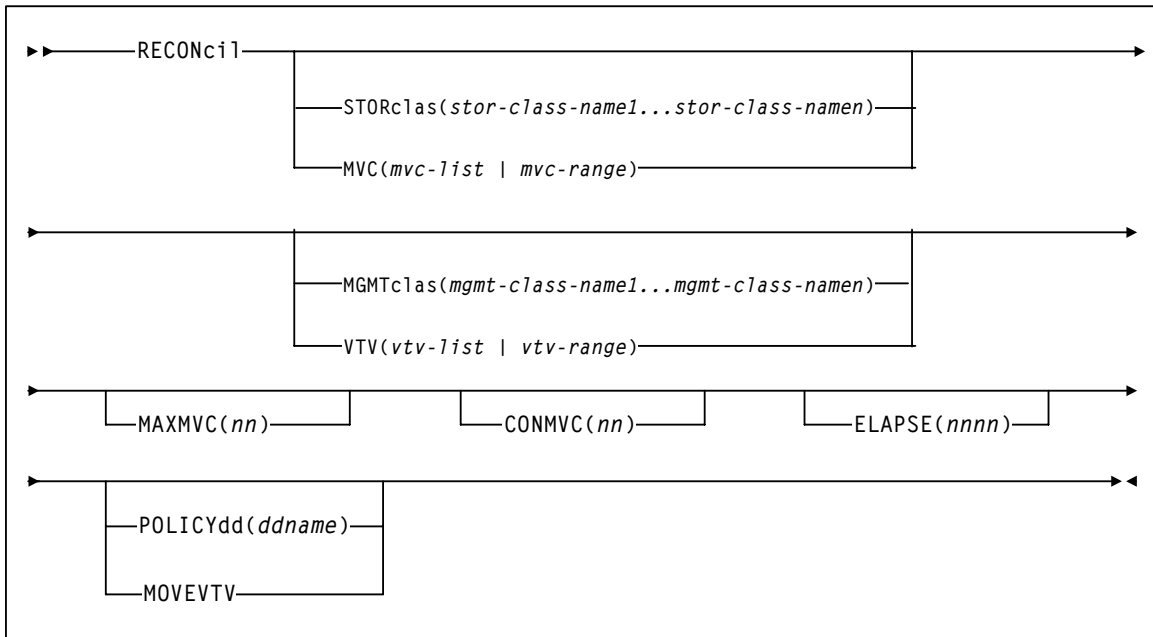 RECONcil
STORclas(stor-class-name1...stor-class-namen)
MVC(mvc-list | mvc-range)
MGMTclas(mgmt-class-name1...mgmt-class-namen)
VTV(vtv-list | vtv-range)
MAXMVC(nn) CONMVC(nn) ELAPSE(nnnn)
POLICYdd(ddname)
MOVEVTV